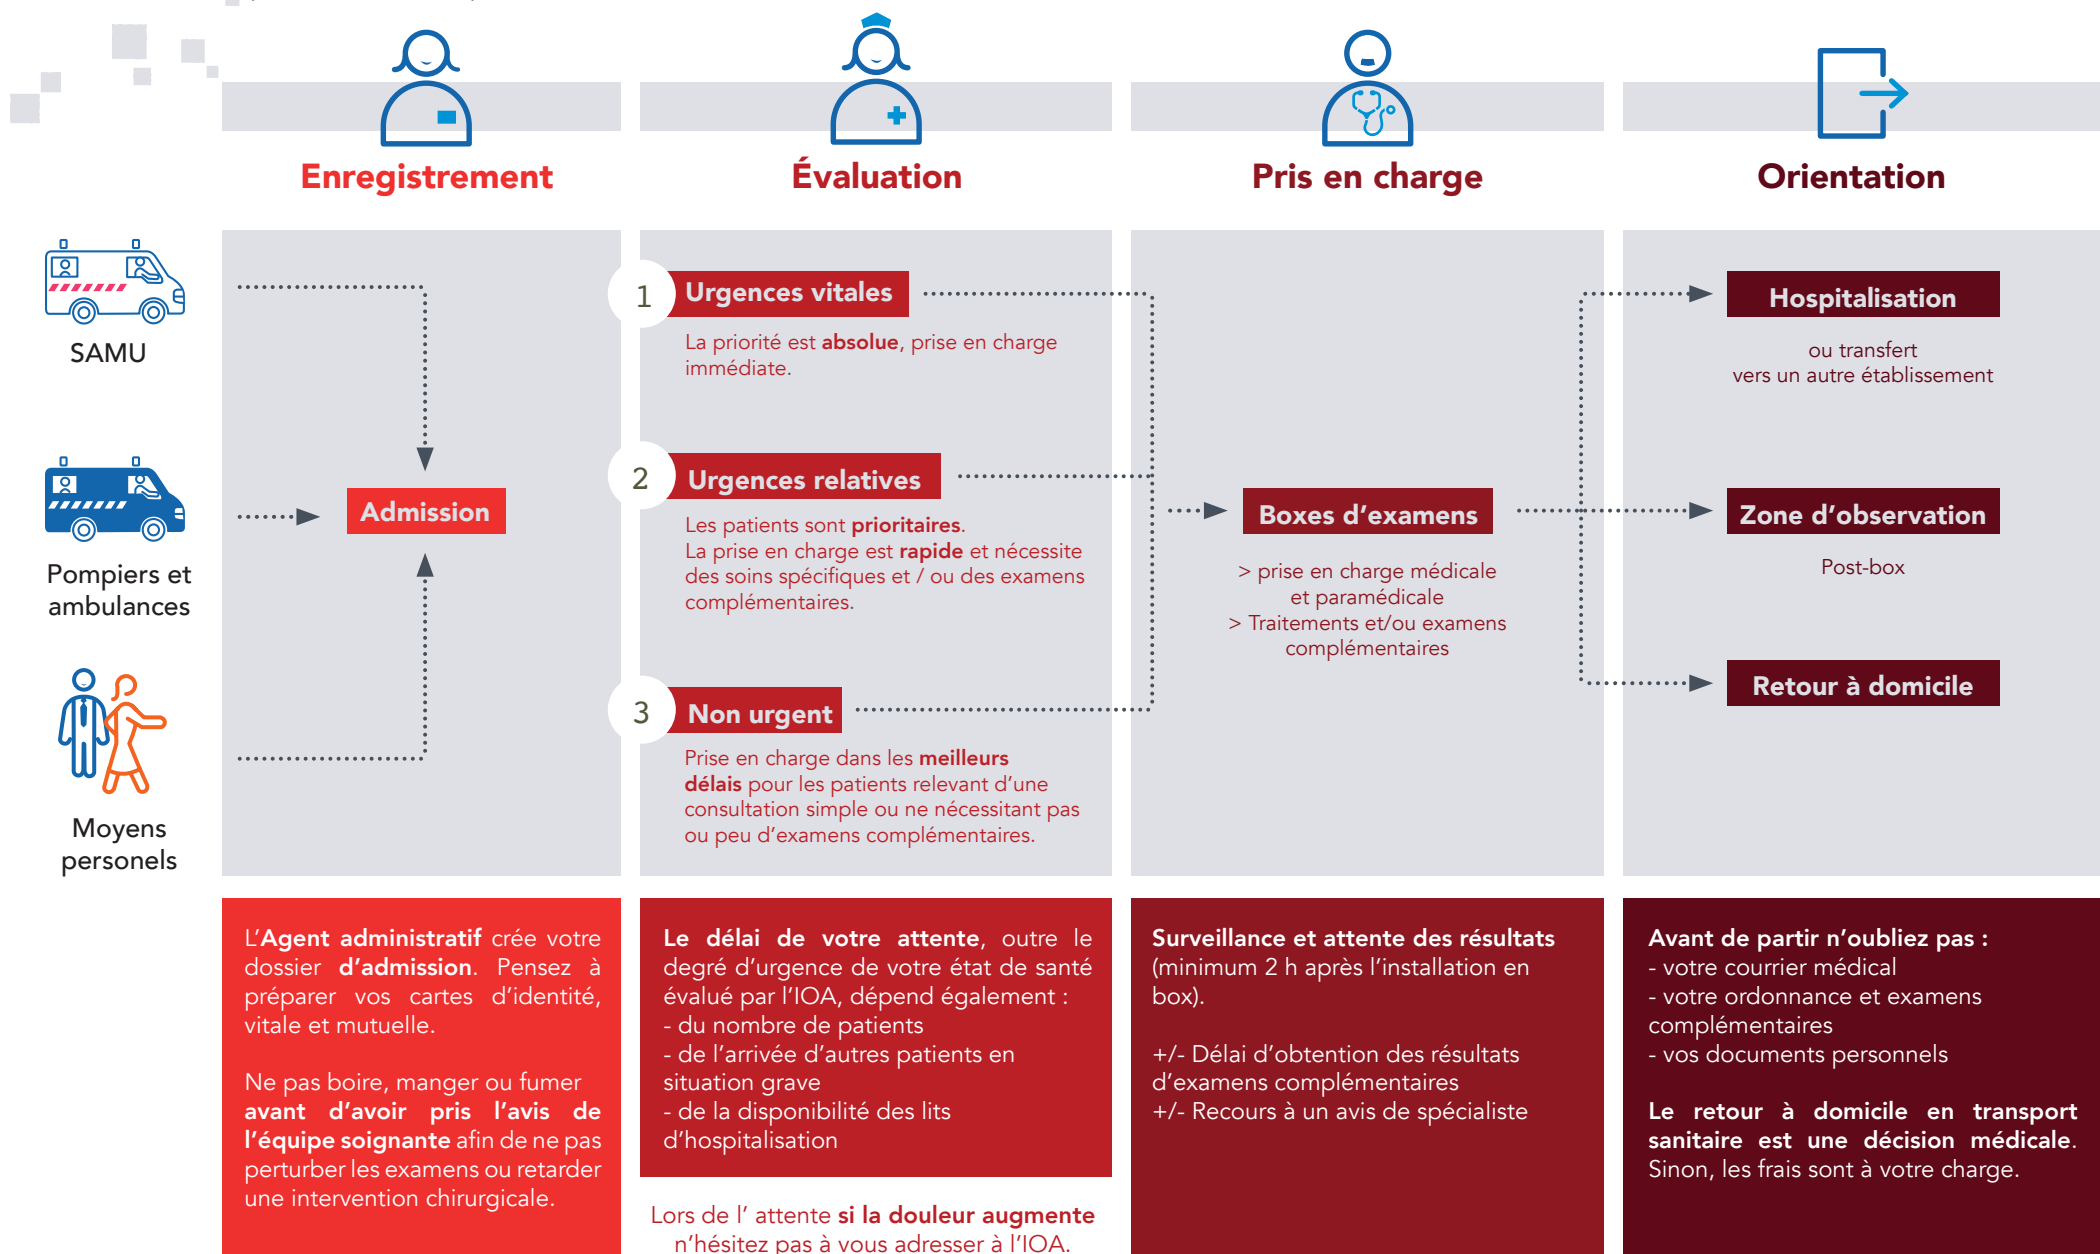 Enregistrement
Évaluation
Pris en charge
Orientation
SAMU
Pompiers et
ambulances
Moyens
personels
Admission
1
Urgences vitales
La priorité est absolue, prise en charge
immédiate.
2
Urgences relatives
Les patients sont prioritaires.
La prise en charge est rapide et nécessite
des soins spécifiques et / ou des examens
complémentaires.
3
Non urgent
Prise en charge dans les meilleurs
délais pour les patients relevant d’une
consultation simple ou ne nécessitant pas
ou peu d’examens complémentaires.
Boxes d’examens
> prise en charge médicale
et paramédicale
> Traitements et/ou examens
complémentaires
Hospitalisation
ou transfert
vers un autre établissement
Zone d’observation
Post-box
Retour à domicile
L’Agent administratif crée votre
dossier d’admission. Pensez à
préparer vos cartes d’identité,
vitale et mutuelle.
Ne pas boire, manger ou fumer
avant d’avoir pris l’avis de
l’équipe soignante afin de ne pas
perturber les examens ou retarder
une intervention chirurgicale.
Le délai de votre attente, outre le
degré d’urgence de votre état de santé
évalué par l’IOA, dépend également :
- du nombre de patients
- de l’arrivée d’autres patients en
situation grave
- de la disponibilité des lits
d’hospitalisation
Lors de l’ attente si la douleur augmente
n’hésitez pas à vous adresser à l’IOA.
Surveillance et attente des résultats
(minimum 2 h après l’installation en
box).
+/- Délai d’obtention des résultats
d’examens complémentaires
+/- Recours à un avis de spécialiste
Avant de partir n’oubliez pas :
- votre courrier médical
- votre ordonnance et examens
complémentaires
- vos documents personnels
Le retour à domicile en transport
sanitaire est une décision médicale.
Sinon, les frais sont à votre charge.